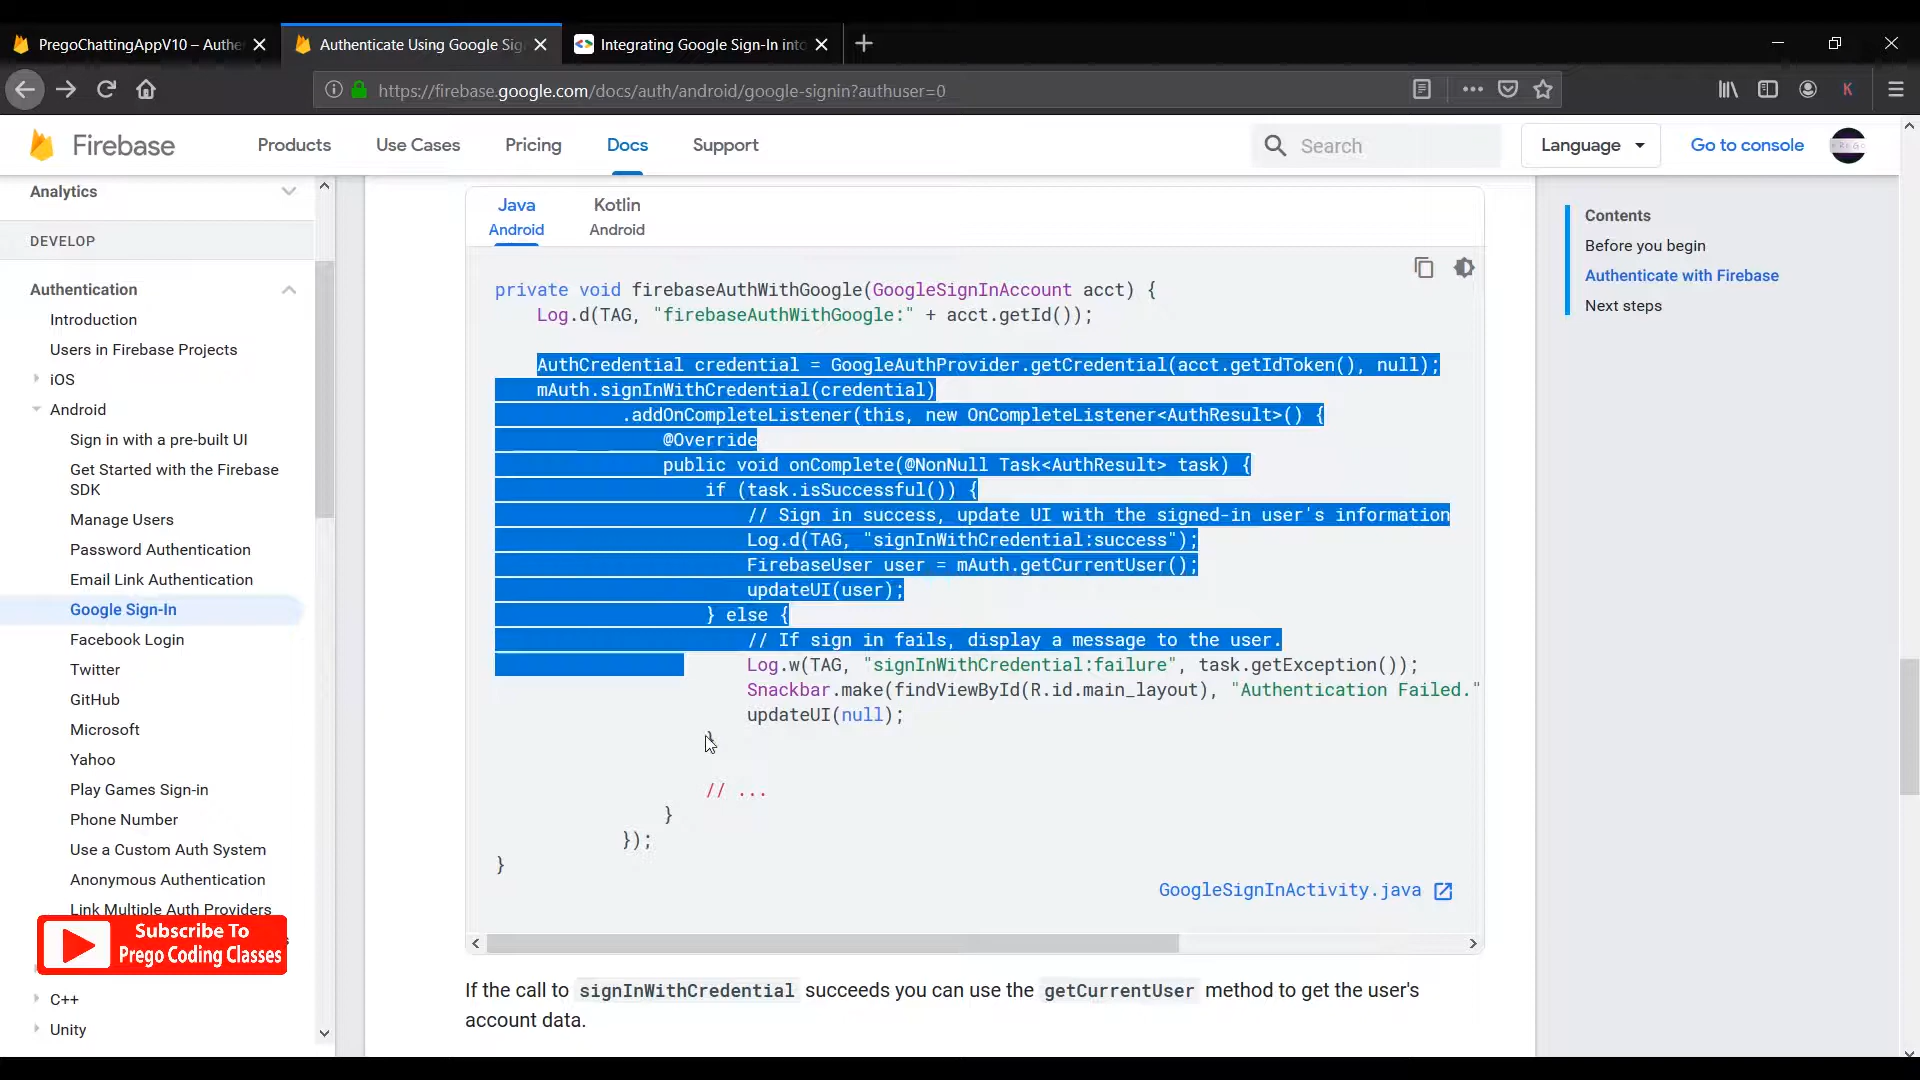 PregoChattingAppV10 – Authe
Authenticate Using Google Sig
Integrating Google Sign-In into
https://firebase.google.com/docs/auth/android/google-signin?authuser=0
K
Firebase
Products
Use Cases
Pricing
Docs
Support
Search
Language
Go to console
Analytics
DEVELOP
Authentication
Introduction
Users in Firebase Projects
iOS
Android
Sign in with a pre-built UI
Get Started with the Firebase
SDK
Manage Users
Password Authentication
Email Link Authentication
Google Sign-In
Facebook Login
Twitter
GitHub
Microsoft
Yahoo
Play Games Sign-in
Phone Number
Use a Custom Auth System
Anonymous Authentication
Link Multiple Auth Providers
Subscribe To
Prego Coding Classes
C++
Unity
Java
Android
Kotlin
Android
private void firebaseAuthWithGoogle(GoogleSignInAccount acct) {
Log.d(TAG, "firebaseAuthWithGoogle:" + acct.getId());
AuthCredential credential = GoogleAuthProvider.getCredential(acct.getIdToken(), null);
mAuth.signInWithCredential(credential)
.addOnCompleteListener(this, new OnCompleteListener<AuthResult>() {
@Override
public void onComplete(@NonNull Task<AuthResult> task) {
if (task.isSuccessful()) {
// Sign in success, update UI with the signed-in user's information
Log.d(TAG, "signInWithCredential:success");
FirebaseUser user = mAuth.getCurrentUser();
updateUI(user);
} else {
// If sign in fails, display a message to the user.
Log.w(TAG, "signInWithCredential:failure", task.getException());
Snackbar.make(findViewById(R.id.main_layout), "Authentication Failed."
updateUI(null);
}
// ...
}
});
}
GoogleSignInActivity.java
If the call to signInWithCredential succeeds you can use the getCurrentUser method to get the user's
account data.
Contents
Before you begin
Authenticate with Firebase
Next steps